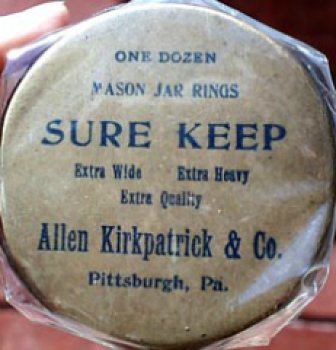 ONE DOZEN
MASON JAR RINGS
SURE KEEP
Extra Wide Extra Heavy
Extra Quality
Allen Kirkpatrick & Co.
Pittsburgh, Pa.